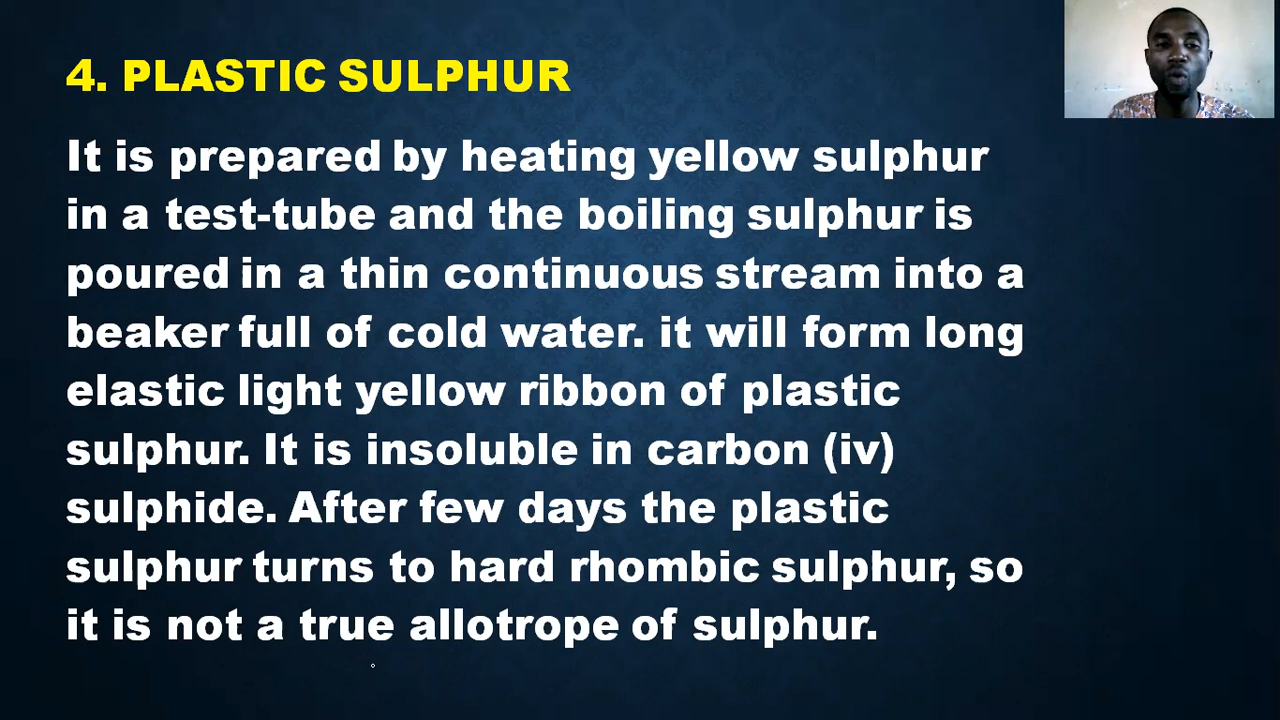 4. PLASTIC SULPHUR
It is prepared by heating yellow sulphur
in a test-tube and the boiling sulphur is
poured in a thin continuous stream into a
beaker full of cold water. it will form long
elastic light yellow ribbon of plastic
sulphur. It is insoluble in carbon (iv)
sulphide. After few days the plastic
sulphur turns to hard rhombic sulphur, so
it is not a true allotrope of sulphur.